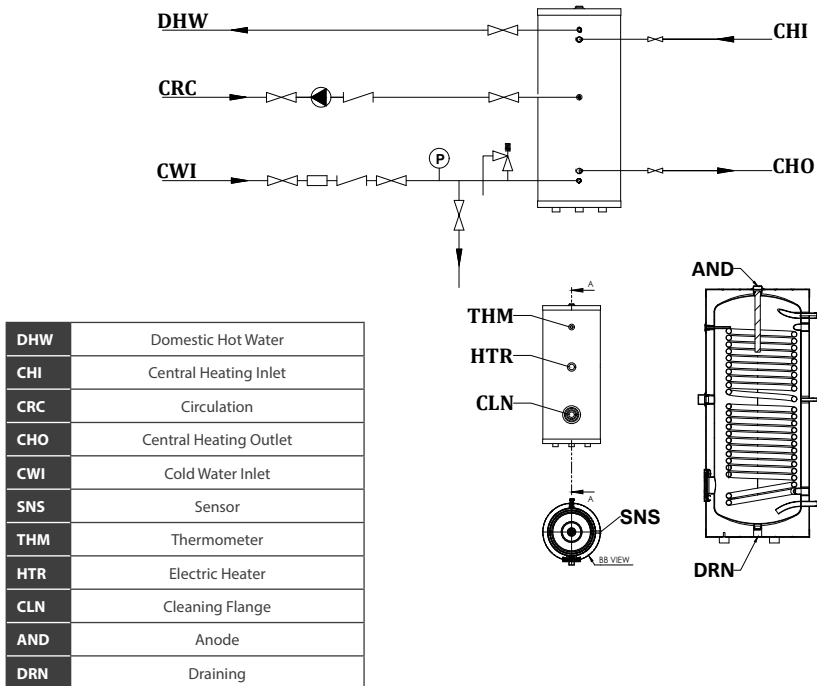 DHW
CHI
CRC
P
CWI
CHO
AND
A
THM
HTR
CLN
A
SNS
BB VIEW
DRN
DHW Domestic Hot Water
CHI Central Heating Inlet
CRC Circulation
CHO Central Heating Outlet
CWI Cold Water Inlet
SNS Sensor
THM Thermometer
HTR Electric Heater
CLN Cleaning Flange
AND Anode
DRN Draining